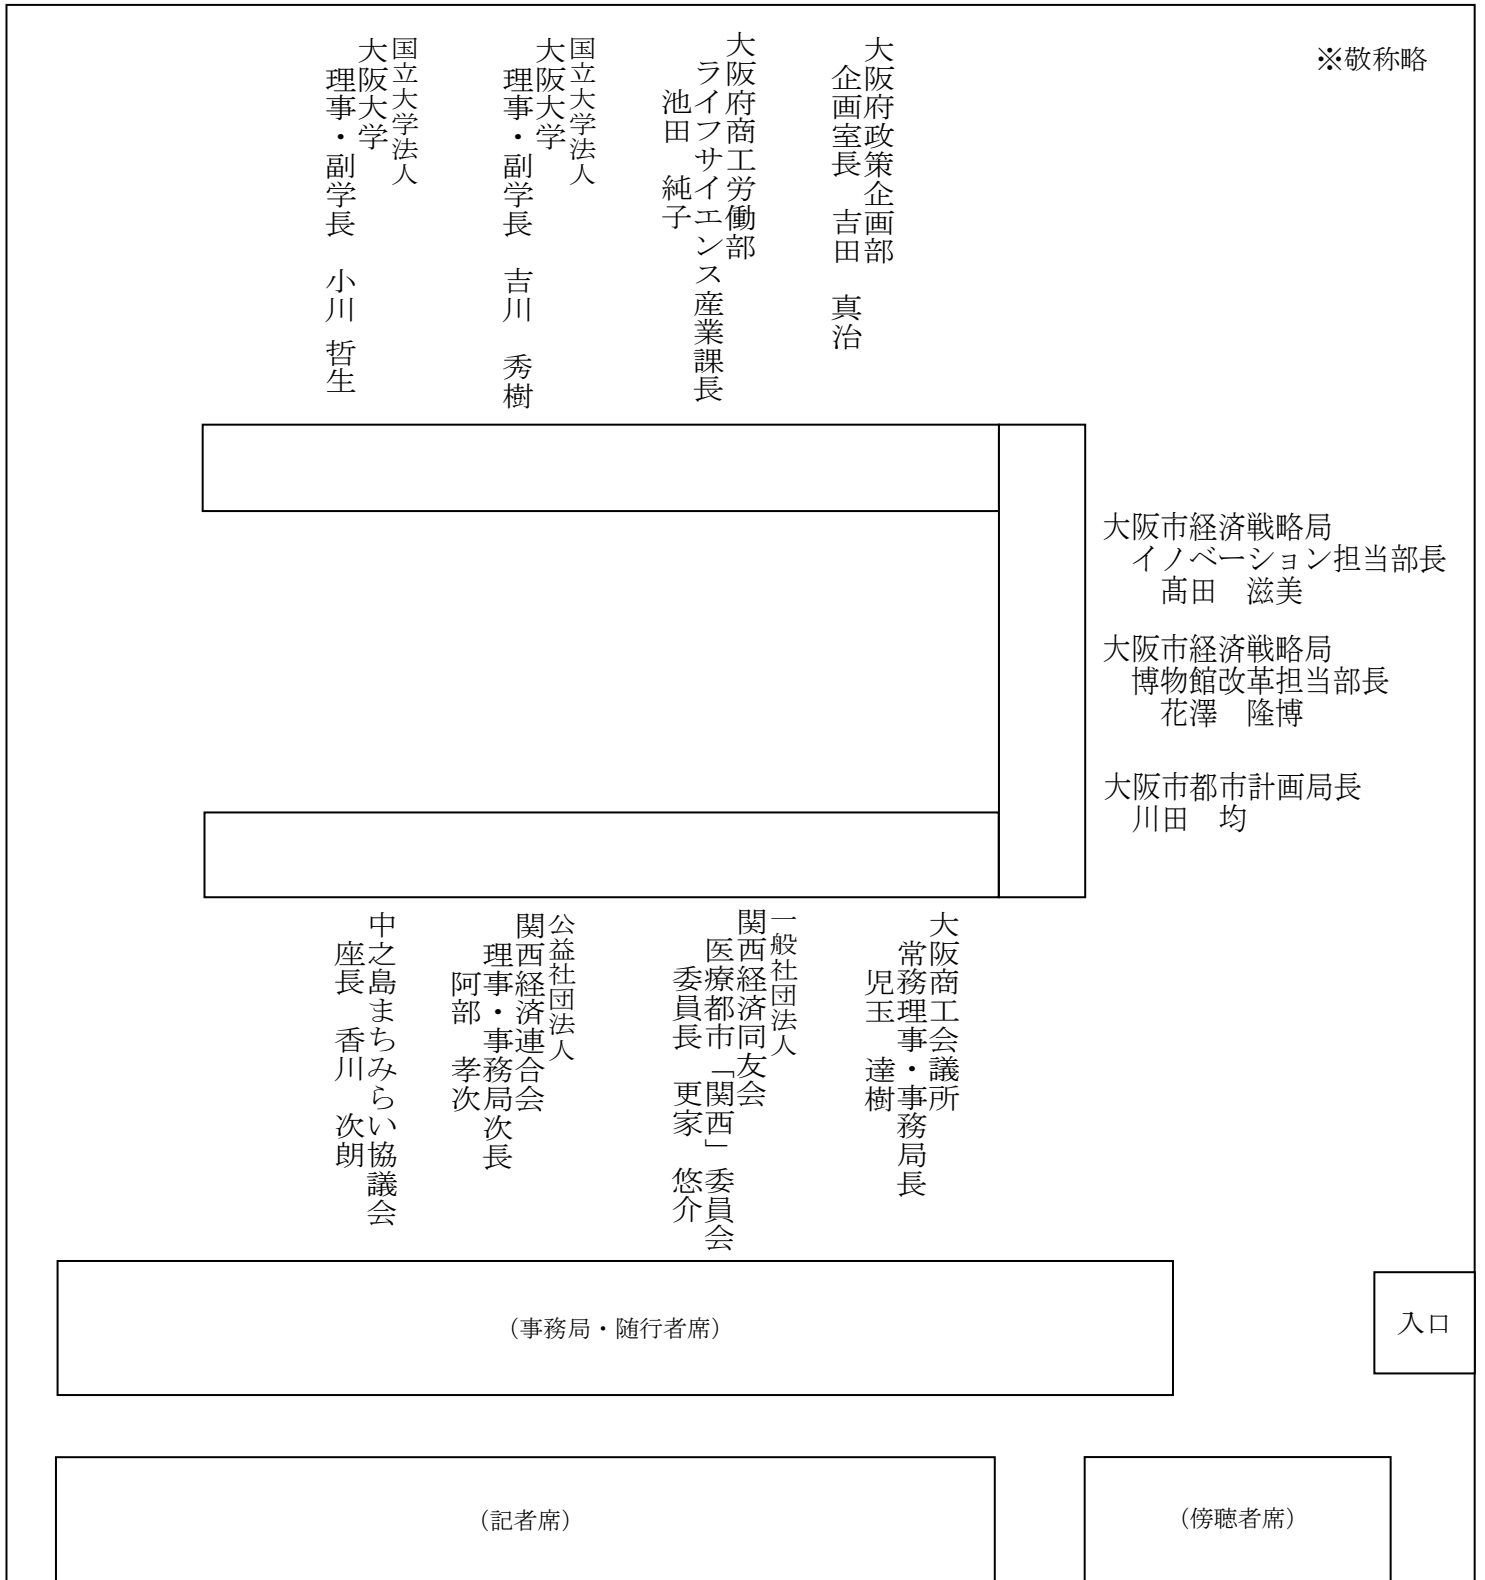 ※敬称略
大阪府政策企画部
企画室長　吉田　真治
大阪府商工労働部
ライフサイエンス産業課長
池田　純子
国立大学法人
大阪大学
理事・副学長　吉川　秀樹
国立大学法人
大阪大学
理事・副学長　小川 哲生
大阪市経済戦略局
イノベーション担当部長
髙田　滋美
大阪市経済戦略局
博物館改革担当部長
花澤　隆博
大阪市都市計画局長
川田　均
大阪商工会議所
常務理事・事務局長
児玉　達樹
一般社団法人
関西経済同友会
医療都市「関西」委員会
委員長　更家　悠介
公益社団法人
関西経済連合会
理事・事務局次長
阿部　孝次
中之島まちみらい協議会
座長　香川　次朗
（事務局・随行者席）
入口
（記者席）
（傍聴者席）